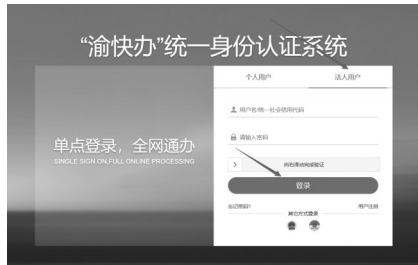 “渝快办”统一身份认证系统
个人用户
法人用户
用户名/统一社会信用代码
单点登录，全网通办
SINGLE SIGN ON,FULL ONLINE PROCESSING
请输入密码
向右滑动完成验证
登录
忘记密码?
用户注册
其它方式登录